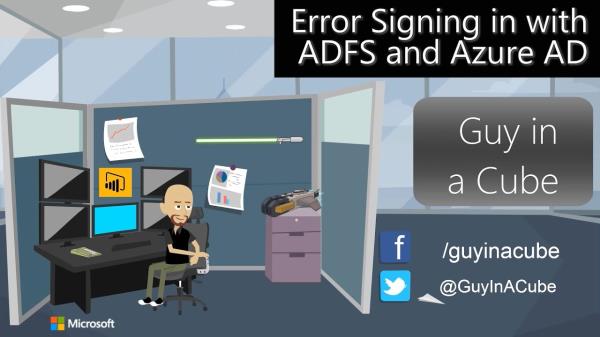 Error Signing in with
ADFS and Azure AD
Guy in
a Cube
f /guyinacube
@GuyInACube
Microsoft